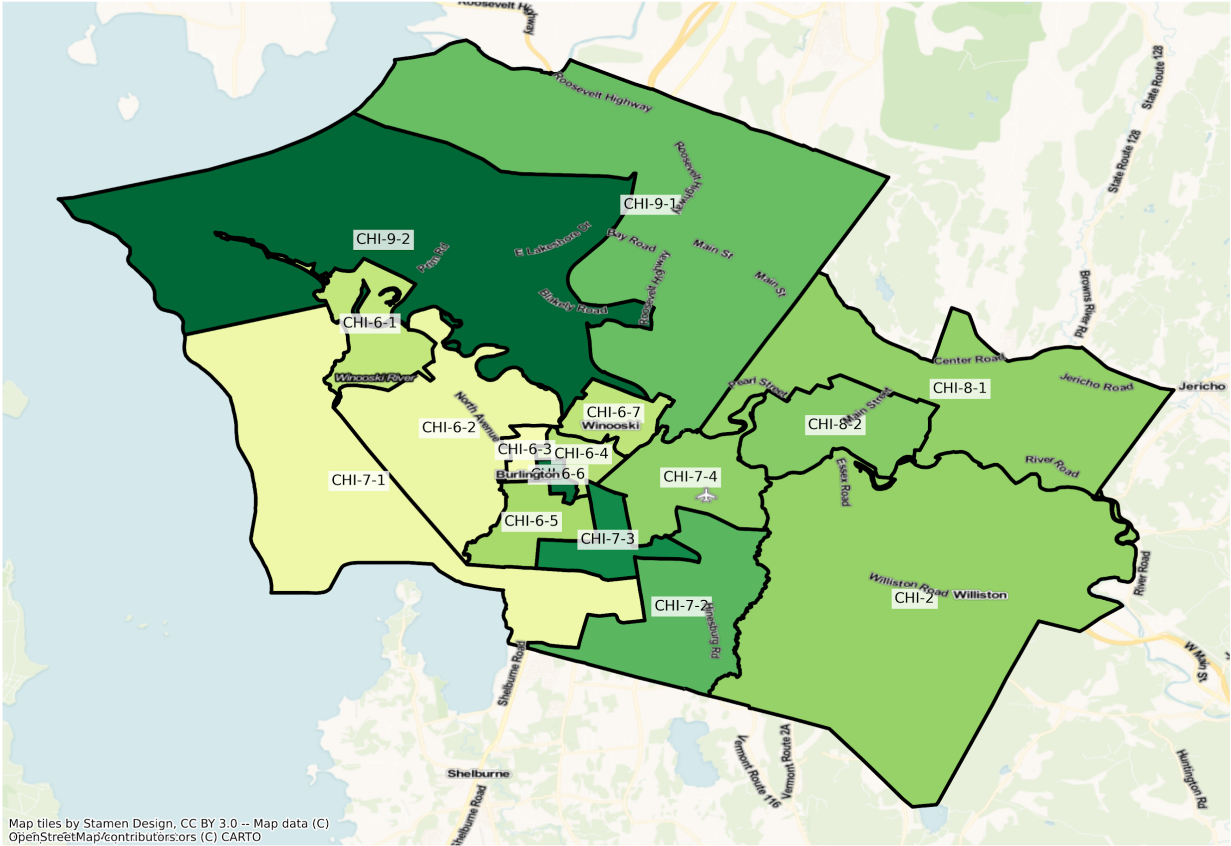 Roosevelt Highway
State Route 128
Roosevelt Highway
State Route 128
Roosevelt Highway
CHI-9-1
CHI-9-2
Bay Road
E Lakeshore Dr
Main St
Prim Rd
Main St
Roosevelt Highway
Blakely Road
Browns River Rd
CHI-6-1
Center Road
Winooski River
Pearl Street
Jericho Road
Jericho
CHI-8-1
North Avenue
Main Street
CHI-6-7
Winooski
CHI-8-2
CHI-6-2
CHI-6-3
CHI-6-4
River Road
Burlington
6-6
CHI-7-4
CHI-7-1
Essex Road
CHI-6-5
CHI-7-3
River Road
Williston Road
Williston
CHI-2
CHI-7-2
Hinesburg Rd
Shelburne Road
W Main St
Vermont Route 116
Vermont Route 2A
Shelburne
Huntington Rd
Shelburne Road
Map tiles by Stamen Design, CC BY 3.0 -- Map data (C)
OpenStreetMap contributors
(C) CARTO